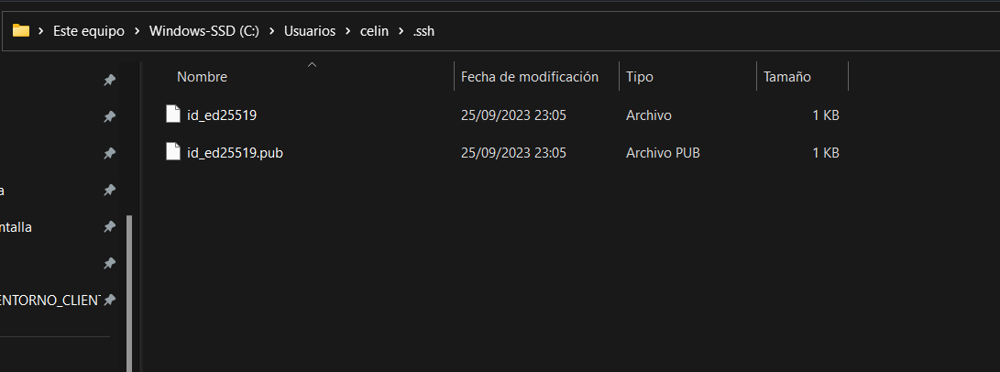 Este equipo > Windows-SSD (C:) > Usuarios > celin > .ssh
Nombre Fecha de modificación Tipo Tamaño
id_ed25519 25/09/2023 23:05 Archivo 1 KB
id_ed25519.pub 25/09/2023 23:05 Archivo PUB 1 KB
a
ntalla
ENTORNO_CLIENT